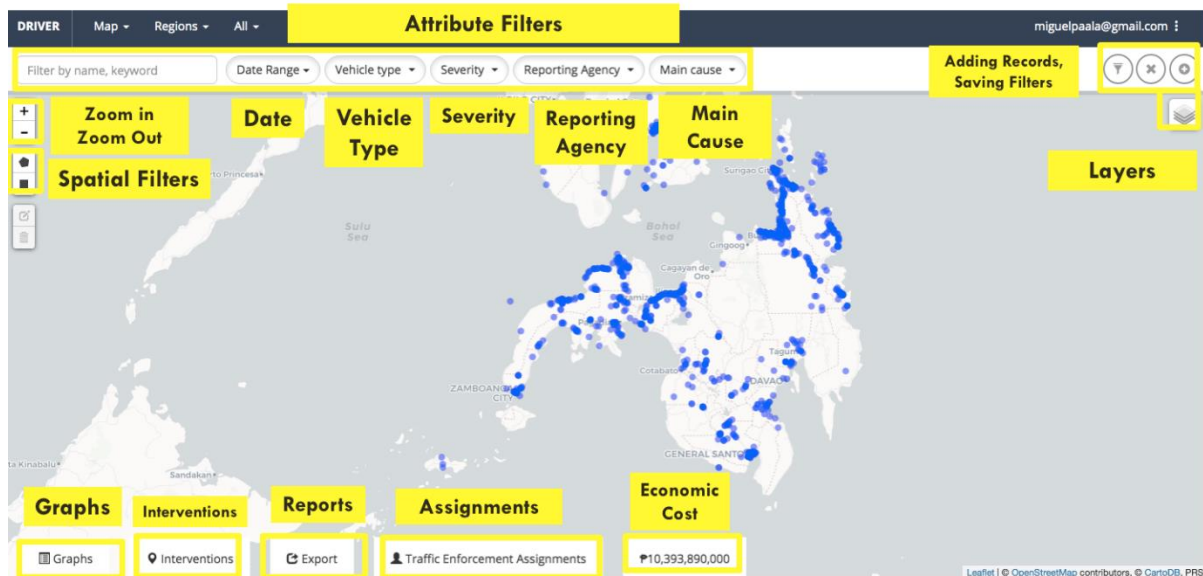 Attribute Filters
DRIVER Map Regions All miguelpaala@gmail.com
Filter by name, keyword Date Range Vehicle type Severity Reporting Agency Main cause
Adding Records,
Saving Filters
+
-
Zoom in
Zoom Out
Date
Vehicle
Type
Severity
Reporting
Agency
Main
Cause
Spatial Filters
Layers
Surigao
Sulu
Sea
Bohol
Sea
Gingoog
Cagayan de
Oro
Cotabato
Tagum
DAVAO
ZAMBOANGA
CITY
GENERAL SANTO
Kinabalu
Sandakan
Graphs
Interventions
Reports
Assignments
Economic
Cost
Graphs Interventions Export Traffic Enforcement Assignments ₱10,393,890,000
Leaflet | © OpenStreetMap contributors, © CartoDB, PRS